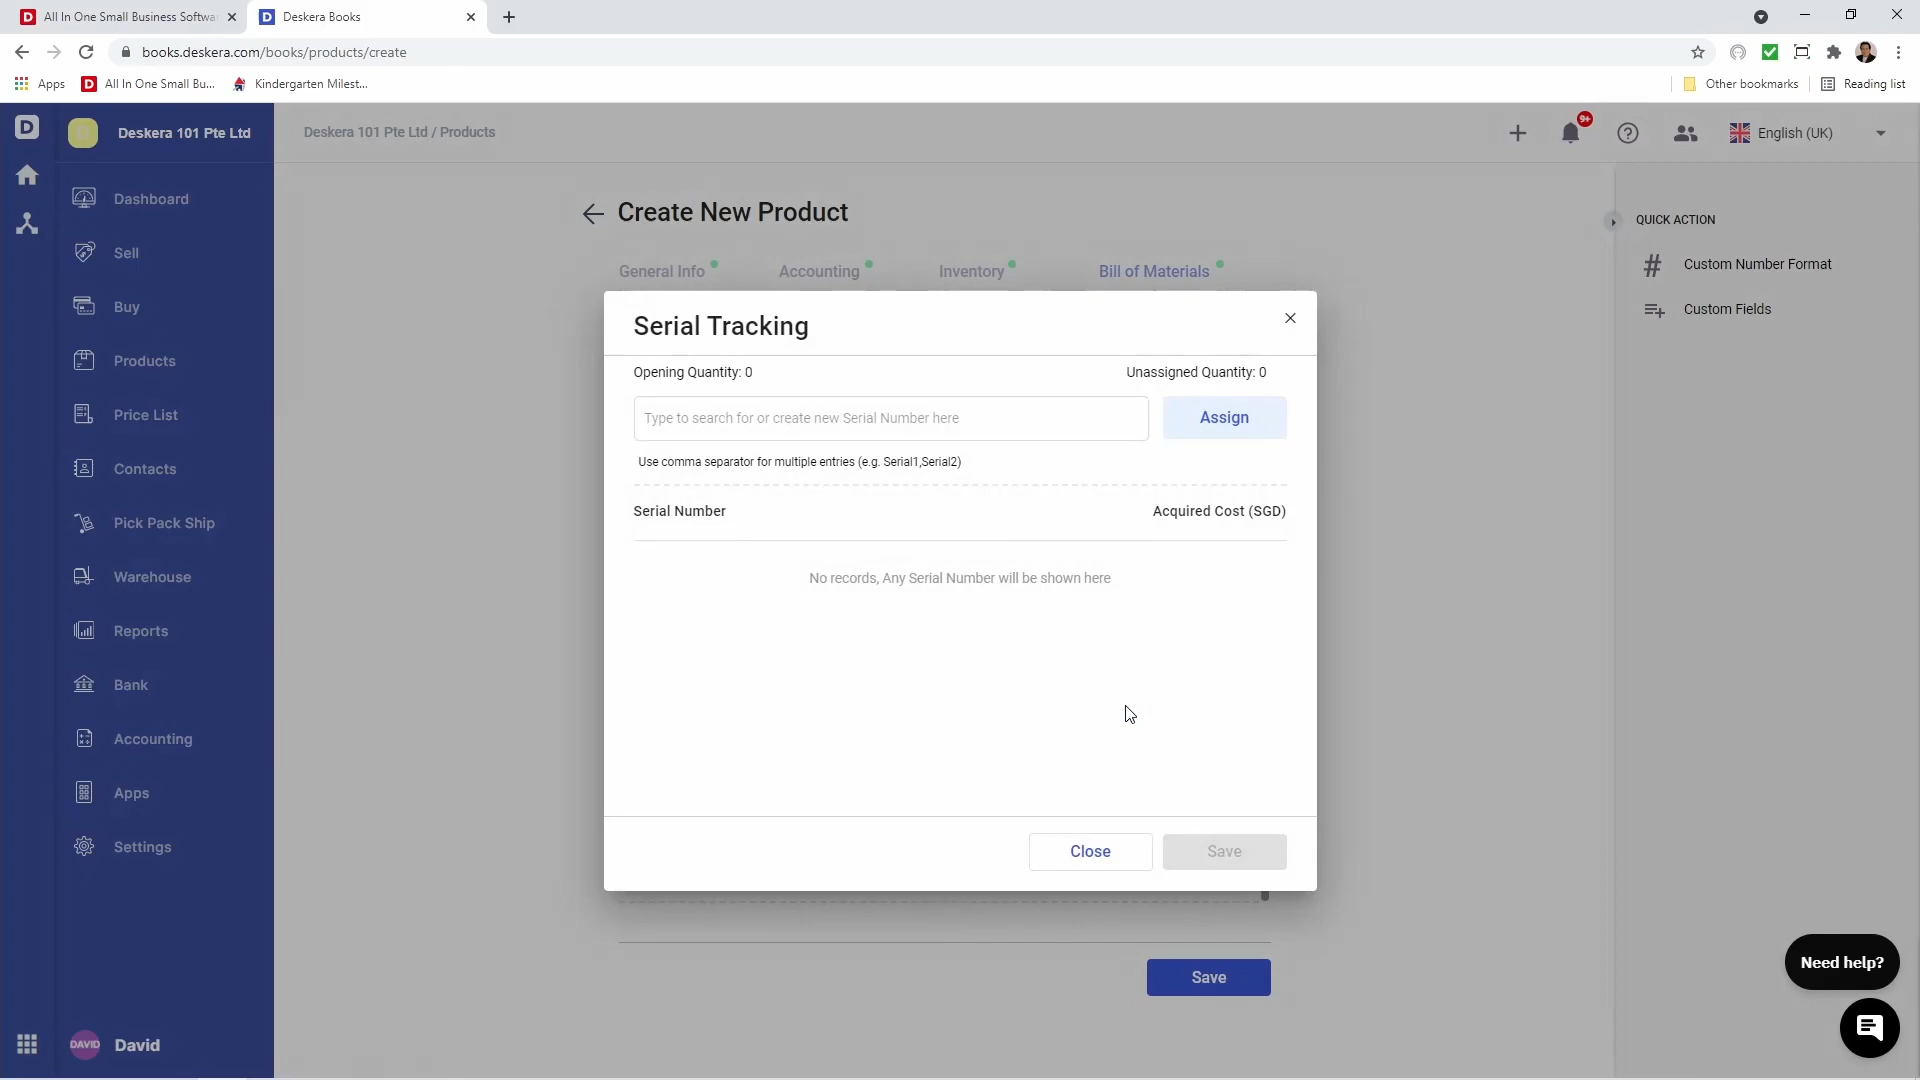 All In One Small Business Softwa
Deskera Books
books.deskera.com/books/products/create
Apps
All In One Small Bu...
Kindergarten Milest...
Other bookmarks
Reading list
Deskera 101 Pte Ltd
Deskera 101 Pte Ltd / Products
9+
English (UK)
Dashboard
Sell
Buy
Products
Price List
Contacts
Pick Pack Ship
Warehouse
Reports
Bank
Accounting
Apps
Settings
DAVID
David
Create New Product
General Info
Accounting
Inventory
Bill of Materials
QUICK ACTION
Custom Number Format
Custom Fields
Serial Tracking
Opening Quantity: 0
Unassigned Quantity: 0
Type to search for or create new Serial Number here
Assign
Use comma separator for multiple entries (e.g. Serial1,Serial2)
Serial Number
Acquired Cost (SGD)
No records, Any Serial Number will be shown here
Close
Save
Save
Need help?